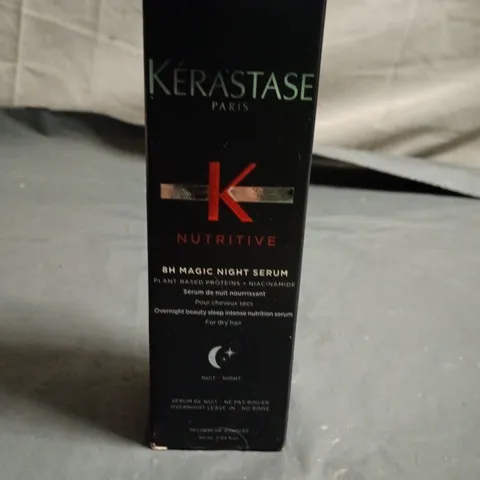 KÉRASTASE
PARIS
K
NUTRITIVE
8H MAGIC NIGHT SERUM
PLANT BASED PROTEINS + NIACINAMIDE
Sérum de nuit nourrissant
Pour cheveux secs
Overnight beauty sleep intense nutrition serum
For dry hair
NUIT - NIGHT
SÉRUM DE NUIT - NE PAS RINCER
OVERNIGHT LEAVE-IN - NO RINSE